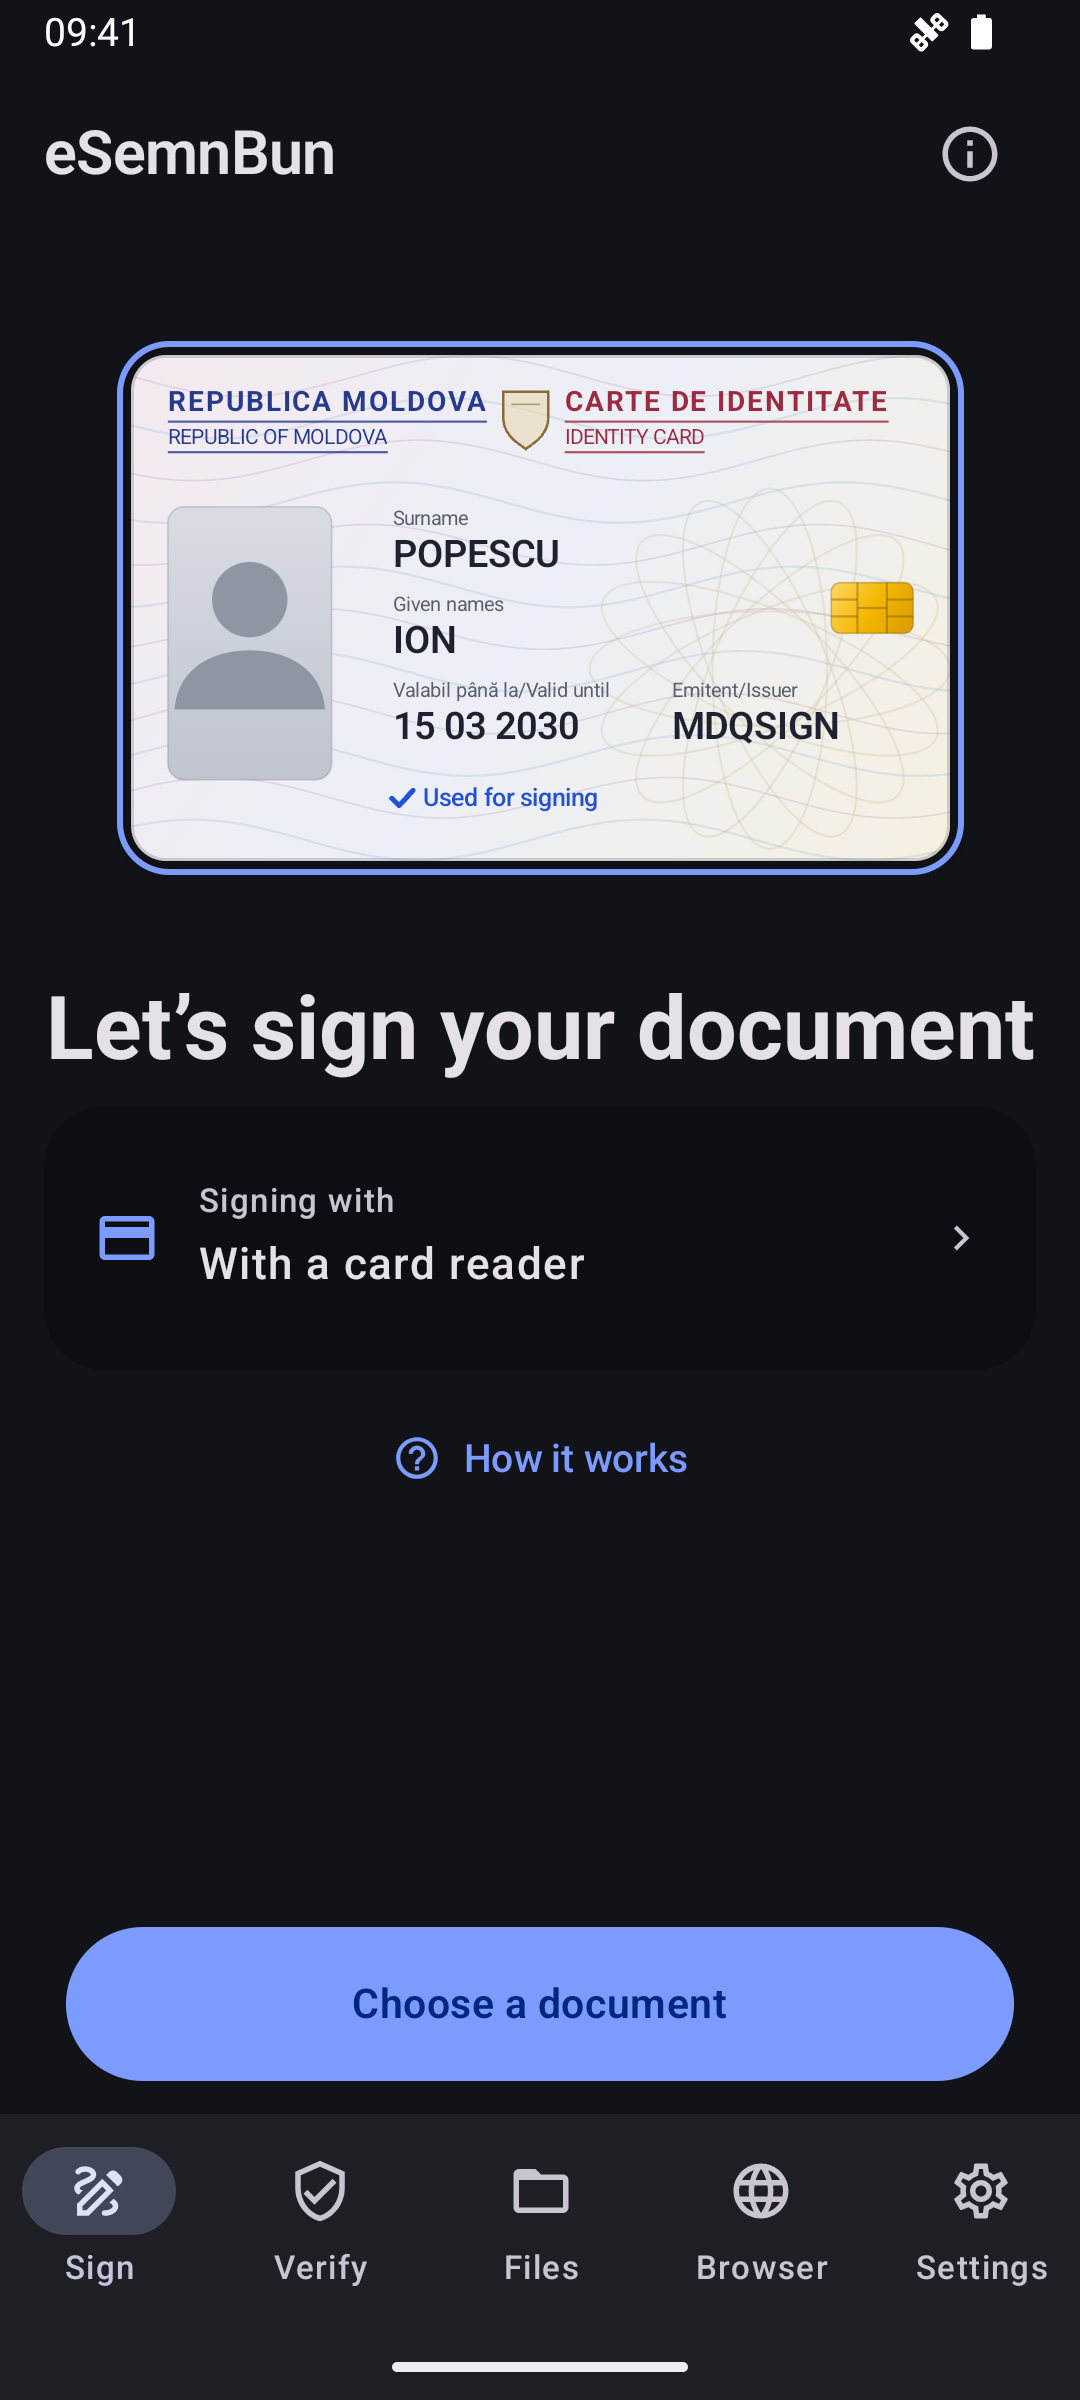 09:41
eSemnBun
REPUBLICA MOLDOVA
REPUBLIC OF MOLDOVA
CARTE DE IDENTITATE
IDENTITY CARD
Surname
POPESCU
Given names
ION
Valabil până la/Valid until
15 03 2030
Emitent/Issuer
MDQSIGN
Used for signing
Let’s sign your document
Signing with
With a card reader
How it works
Choose a document
Sign
Verify
Files
Browser
Settings